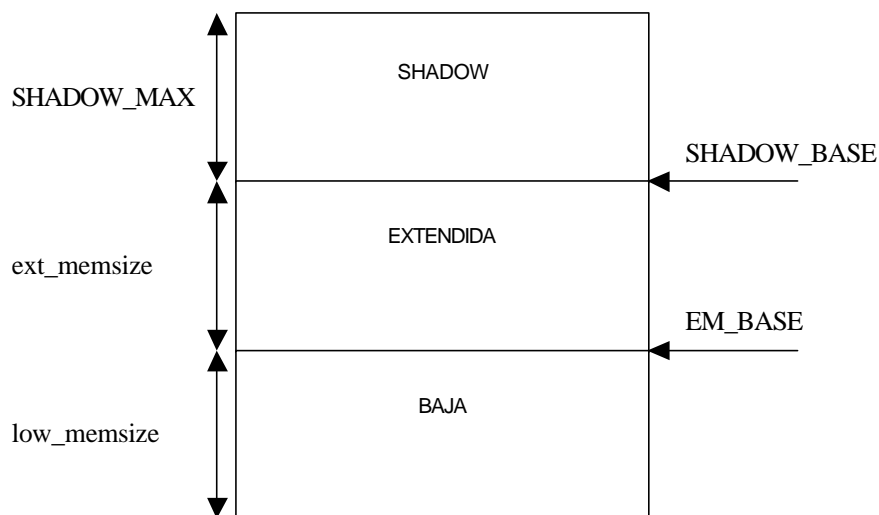 SHADOW
SHADOW_MAX
SHADOW_BASE
EXTENDIDA
ext_memsize
EM_BASE
BAJA
low_memsize